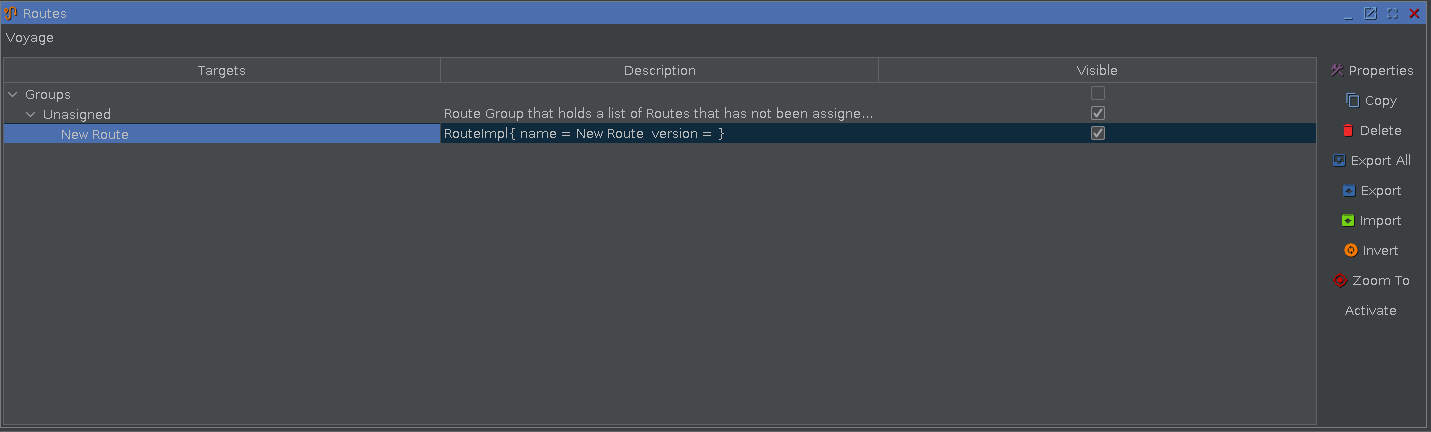 Routes
Voyage
Targets Description Visible
Groups
Unasigned Route Group that holds a list of Routes that has not been assigne...
New Route RouteImpl{ name = New Route version = }
Properties
Copy
Delete
Export All
Export
Import
Invert
Zoom To
Activate